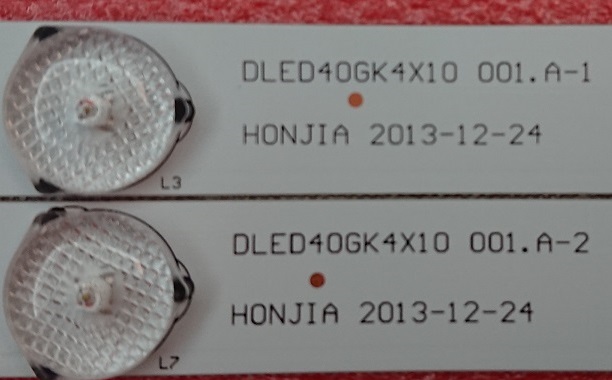 DLED40GK4X10 001.A-1
HONJIA 2013-12-24
L3
DLED40GK4X10 001.A-2
HONJIA 2013-12-24
L7